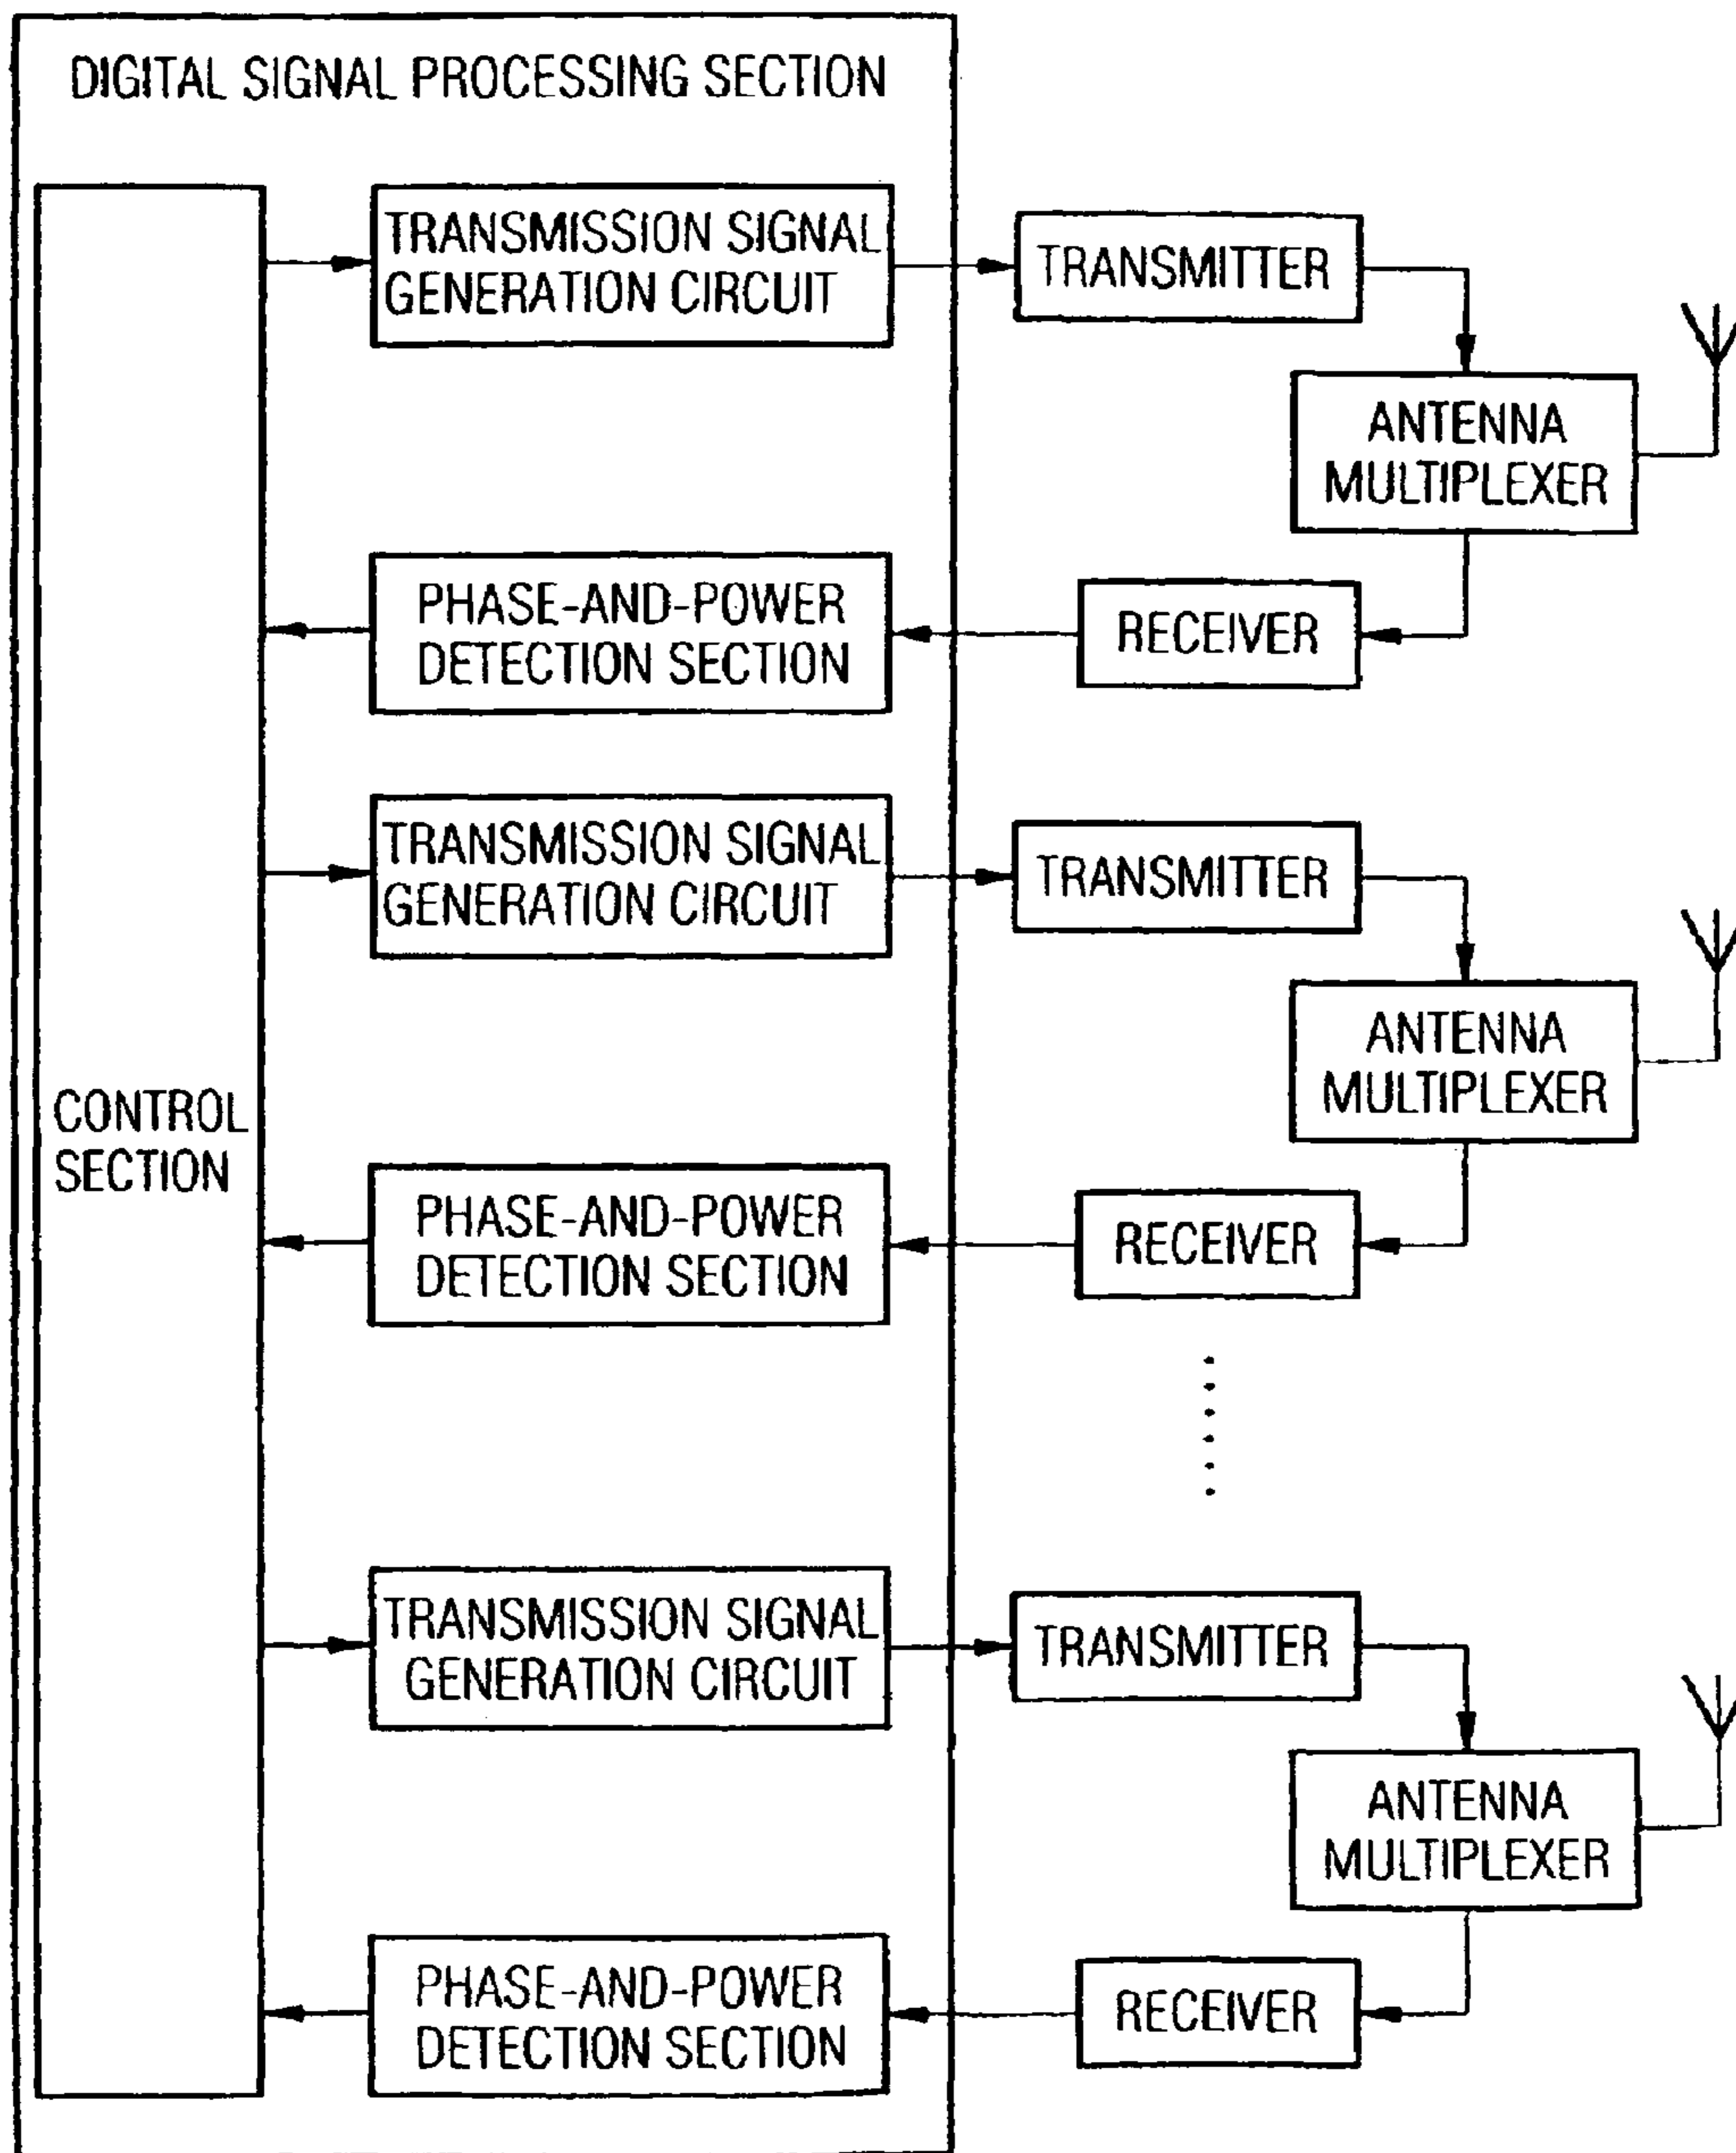 DIGITAL SIGNAL PROCESSING SECTION
TRANSMISSION SIGNAL
GENERATION CIRCUIT
TRANSMITTER
ANTENNA
MULTIPLEXER
PHASE-AND-POWER
DETECTION SECTION
RECEIVER
TRANSMISSION SIGNAL
GENERATION CIRCUIT
TRANSMITTER
ANTENNA
MULTIPLEXER
CONTROL
SECTION
PHASE-AND-POWER
DETECTION SECTION
RECEIVER
TRANSMISSION SIGNAL
GENERATION CIRCUIT
TRANSMITTER
ANTENNA
MULTIPLEXER
PHASE-AND-POWER
DETECTION SECTION
RECEIVER